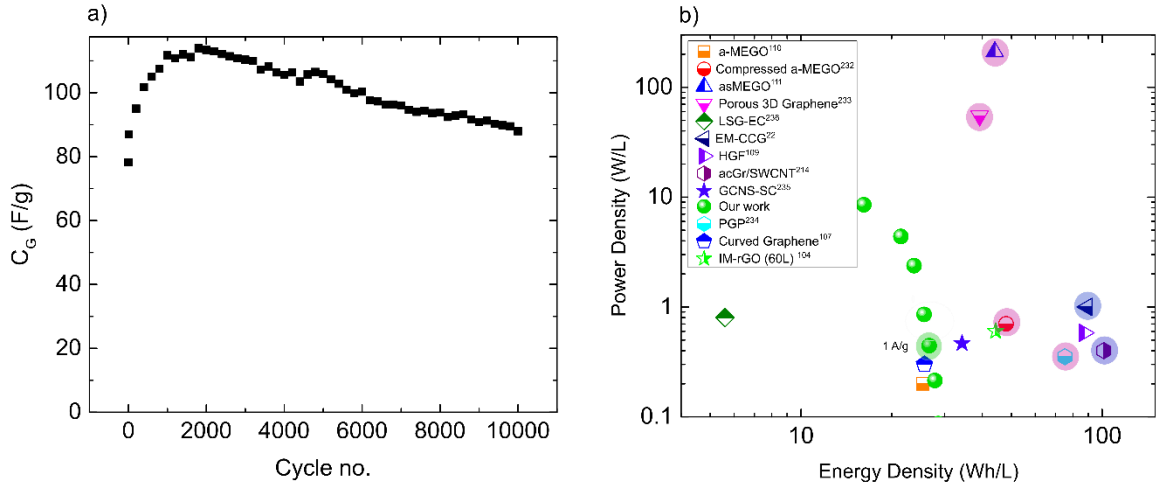 a)
C_G (F/g)
100
80
60
40
20
0
0 2000 4000 6000 8000 10000
Cycle no.
b)
Power Density (W/L)
100
10
1
0.1
a-MEGO110
Compressed a-MEGO232
asMEGO111
Porous 3D Graphene233
LSG-EC236
EM-CCG22
HGF109
acGr/SWCNT214
GCNS-SC235
Our work
PGP234
Curved Graphene107
IM-rGO (60L) 104
1 A/g
10 100
Energy Density (Wh/L)